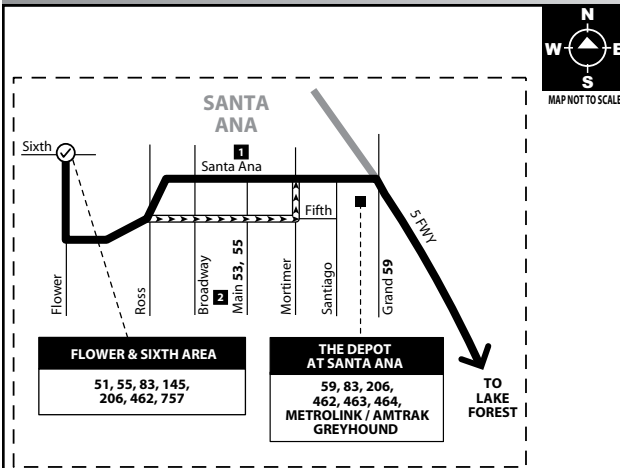 N
W E
S
MAP NOT TO SCALE
SANTA
ANA
Sixth
1
Santa Ana
Fifth
5 FWY
Flower
Ross
Broadway
2
Main 53, 55
Mortimer
Santiago
Grand 59
FLOWER & SIXTH AREA
51, 55, 83, 145,
206, 462, 757
THE DEPOT
AT SANTA ANA
59, 83, 206,
462, 463, 464,
METROLINK / AMTRAK
GREYHOUND
TO
LAKE
FOREST